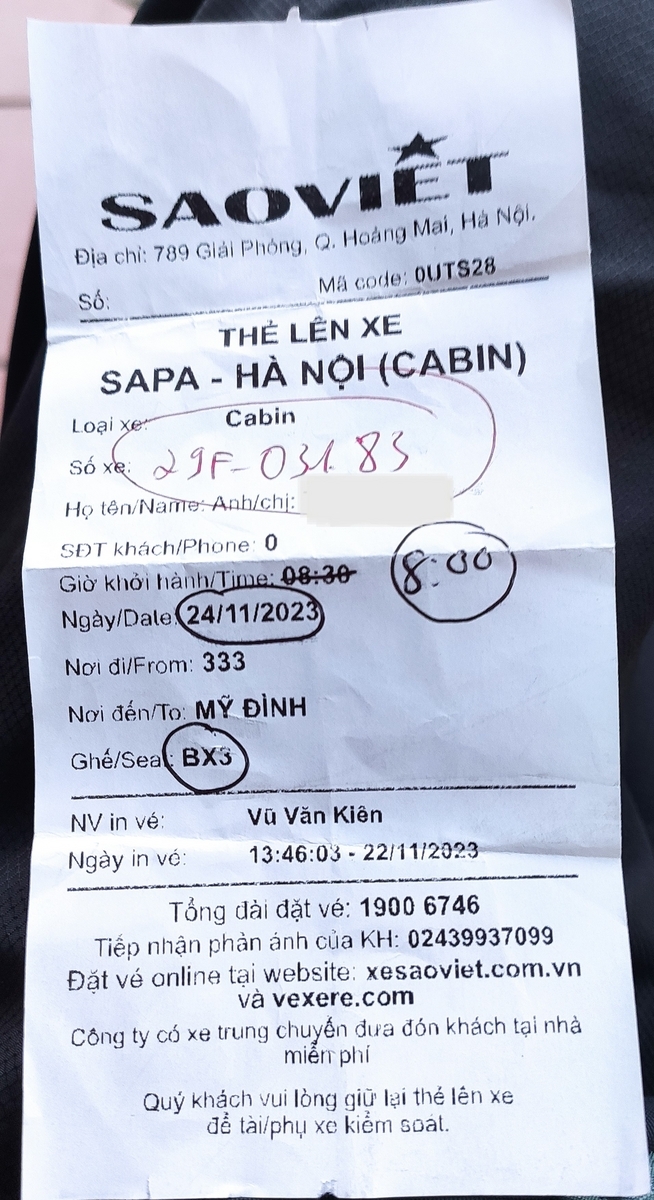 SAOVIỆT
Địa chỉ: 789 Giải Phóng, Q. Hoàng Mai, Hà Nội.
Số: Mã code: 0UTS28
THẺ LÊN XE
SAPA - HÀ NỘI (CABIN)
Loại xe: Cabin
Số xe: 29F-031.83
Họ tên/Name: Anh/chị:
SĐT khách/Phone: 0
Giờ khởi hành/Time: 08:30 8:00
Ngày/Date: 24/11/2023
Nơi đi/From: 333
Nơi đến/To: MỸ ĐÌNH
Ghế/Seat: BX3
NV in vé: Vũ Văn Kiên
Ngày in vé: 13:46:03 - 22/11/2023
Tổng đài đặt vé: 1900 6746
Tiếp nhận phản ánh của KH: 02439937099
Đặt vé online tại website: xesaoviet.com.vn
và vexere.com
Công ty có xe trung chuyển đưa đón khách tại nhà
miễn phí
Quý khách vui lòng giữ lại thẻ lên xe
để tài/phụ xe kiểm soát.